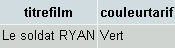 titrefilm couleurtarif
Le soldat RYAN Vert